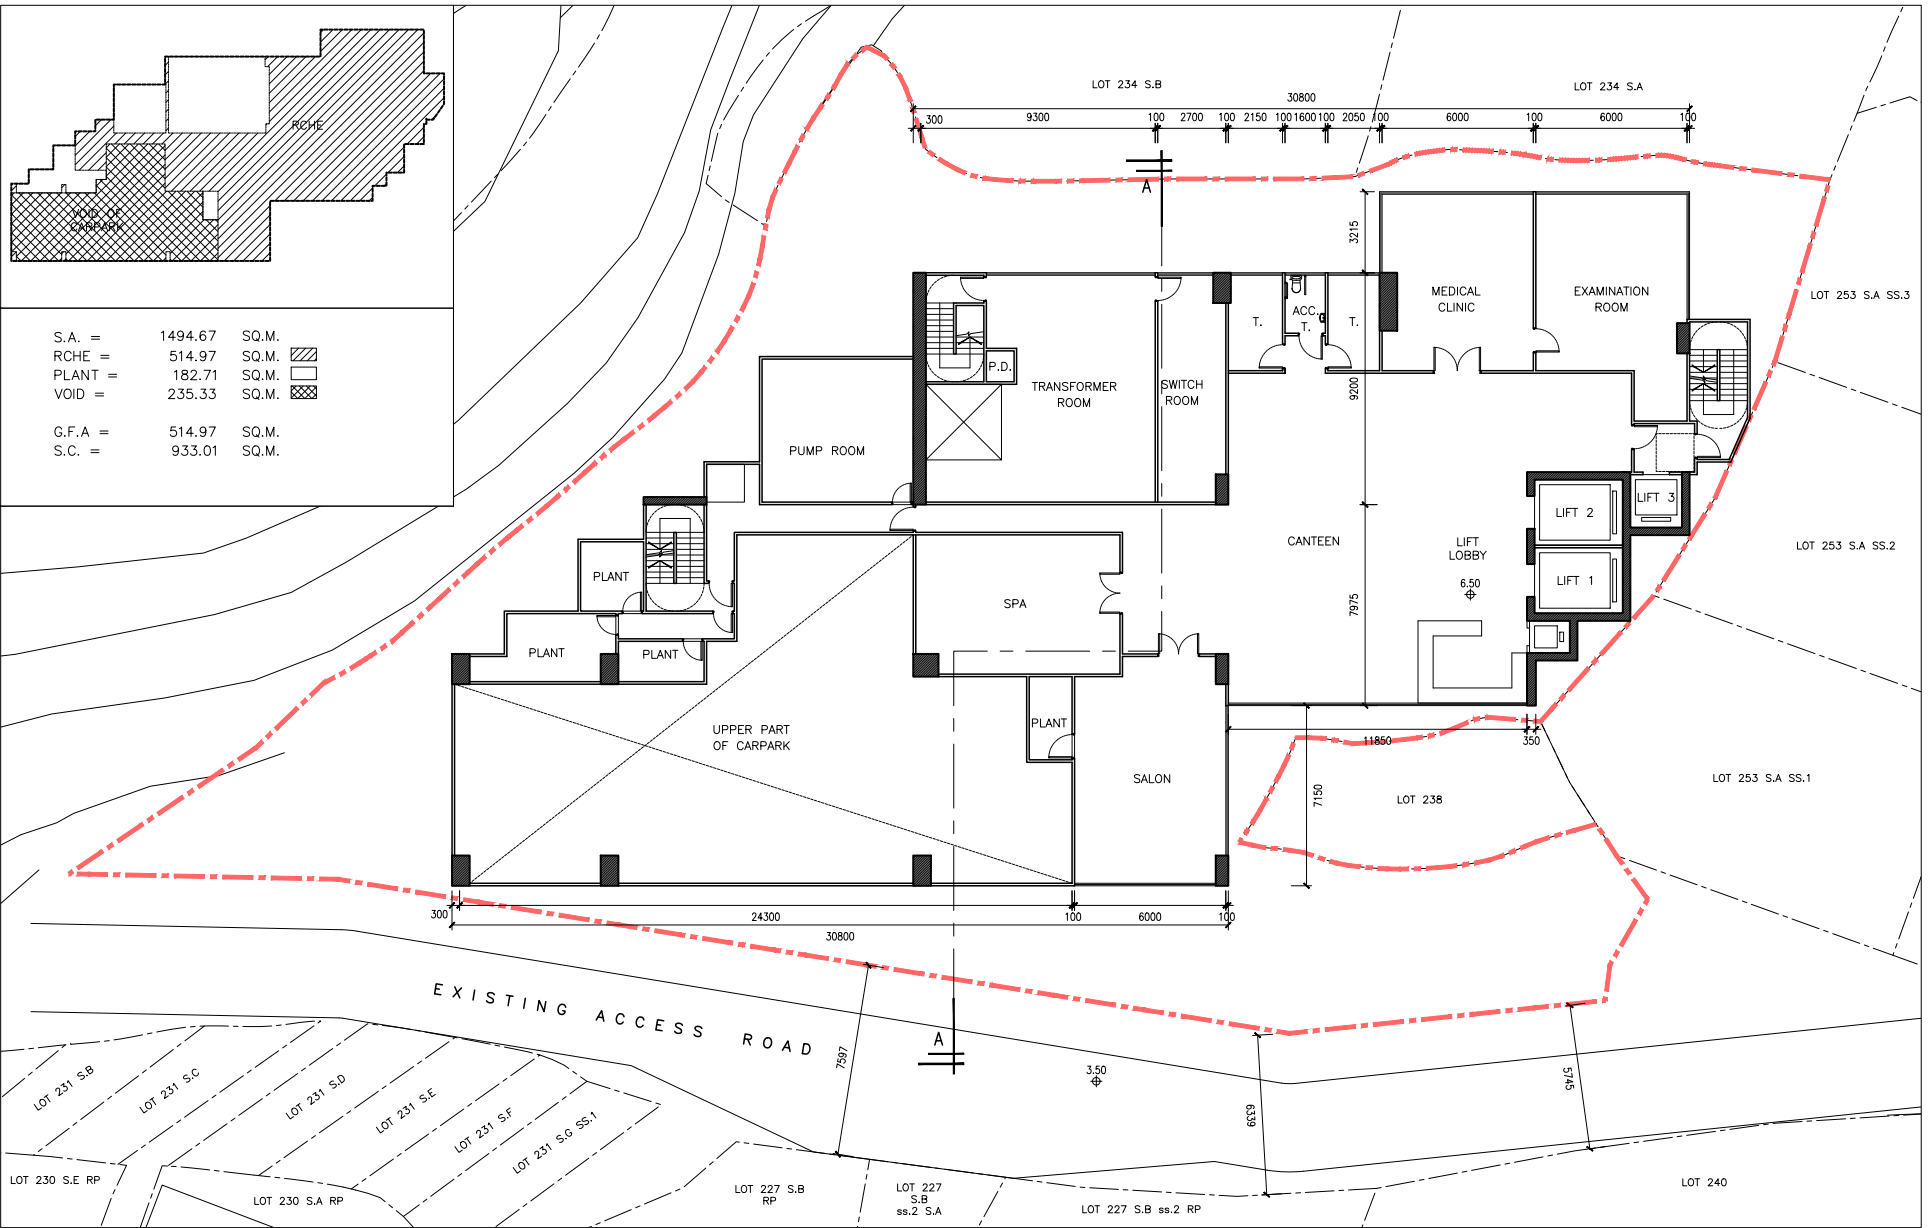 RCHE
VOID OF
CARPARK
S.A. = 1494.67 SQ.M.
RCHE = 514.97 SQ.M.
PLANT = 182.71 SQ.M.
VOID = 235.33 SQ.M.
G.F.A = 514.97 SQ.M.
S.C. = 933.01 SQ.M.
LOT 234 S.B
LOT 234 S.A
30800
300 9300 100 2700 100 2150 100 1600 100 2050 100 6000 100 6000 100
A
3215
MEDICAL
CLINIC
EXAMINATION
ROOM
LOT 253 S.A SS.3
T.
ACC.
T.
T.
P.D.
TRANSFORMER
ROOM
SWITCH
ROOM
9200
PUMP ROOM
LIFT 3
LIFT 2
CANTEEN
LIFT
LOBBY
6.50
LIFT 1
LOT 253 S.A SS.2
PLANT
SPA
7975
PLANT
PLANT
PLANT
UPPER PART
OF CARPARK
SALON
11850
350
7150
LOT 238
LOT 253 S.A SS.1
300 24300 100 6000 100
30800
EXISTING ACCESS ROAD
A
7597
3.50
6339
5745
LOT 231 S.B
LOT 231 S.C
LOT 231 S.D
LOT 231 S.E
LOT 231 S.F
LOT 231 S.G SS.1
LOT 230 S.E RP
LOT 230 S.A RP
LOT 227 S.B
RP
LOT 227
S.B
ss.2 S.A
LOT 227 S.B ss.2 RP
LOT 240